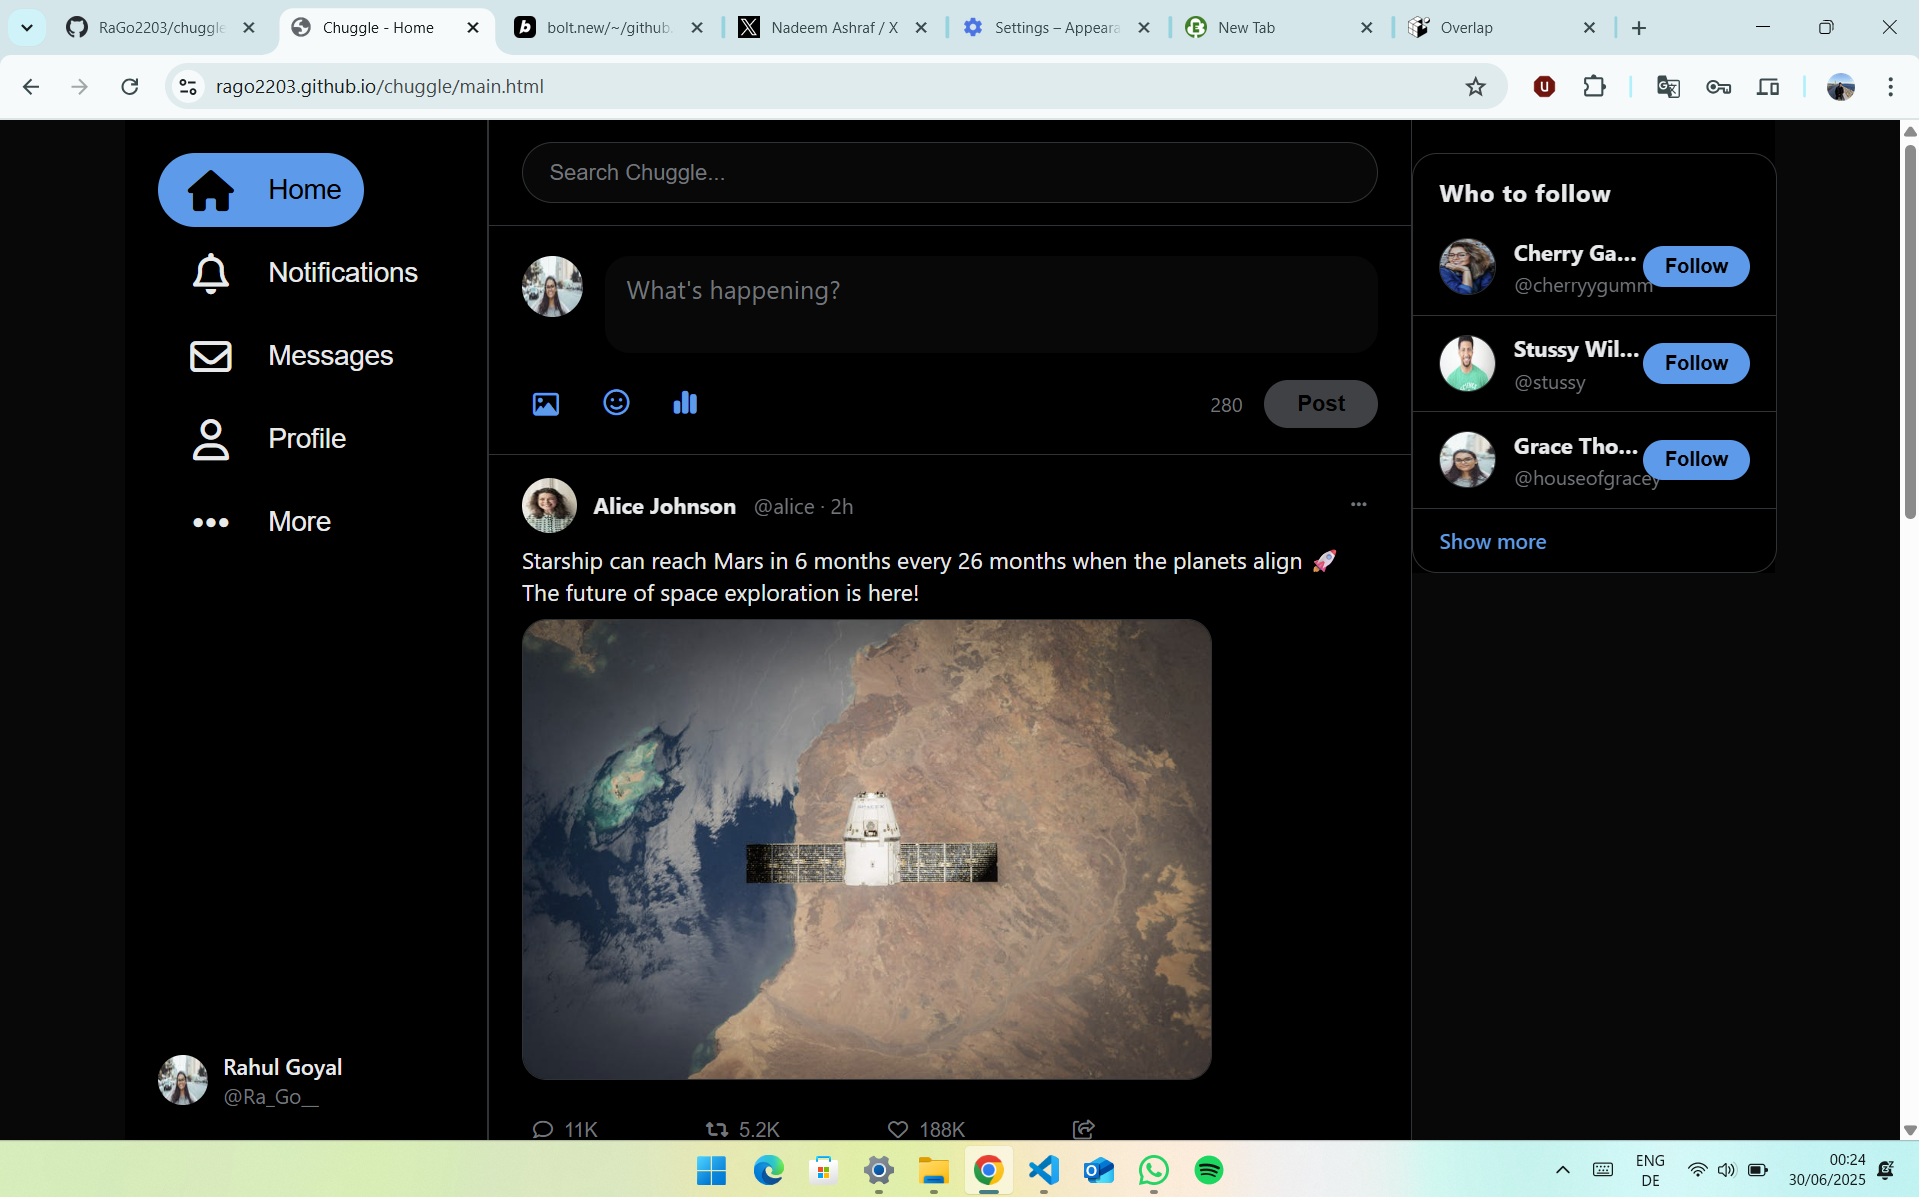 RaGo2203/chuggle
Chuggle - Home
bolt.new/~/github.
Nadeem Ashraf / X
Settings – Appeara
New Tab
Overlap
rago2203.github.io/chuggle/main.html
Home
Notifications
Messages
Profile
More
Rahul Goyal
@Ra_Go__
Search Chuggle...
What's happening?
280
Post
Alice Johnson @alice · 2h
Starship can reach Mars in 6 months every 26 months when the planets align 🚀
The future of space exploration is here!
11K
5.2K
188K
Who to follow
Cherry Ga...
@cherryygumm
Follow
Stussy Wil...
@stussy
Follow
Grace Tho...
@houseofgracey
Follow
Show more
ENG
DE
00:24
30/06/2025